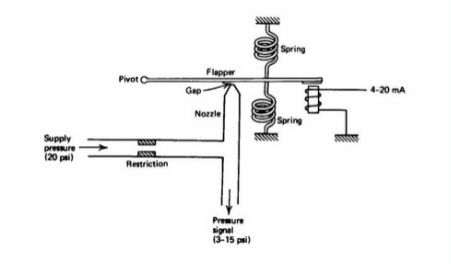 Spring
Flapper
Pivot
Gap
4-20 mA
Nozzle
Spring
Supply
pressure
(20 psi)
Restriction
Pressure
signal
(3-15 psi)